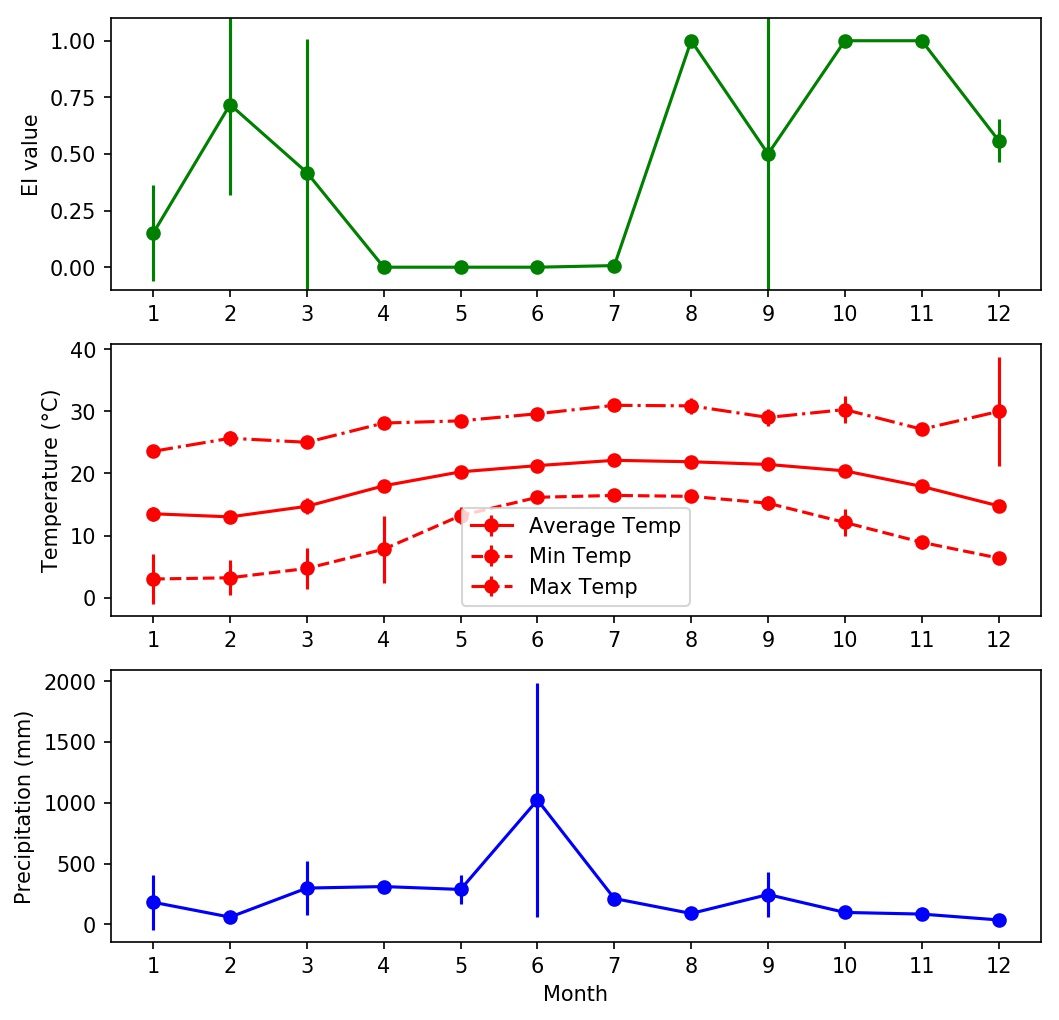 EI value
1.00
0.75
0.50
0.25
0.00
1 2 3 4 5 6 7 8 9 10 11 12
Temperature (°C)
40
30
20
10
0
Average Temp
Min Temp
Max Temp
1 2 3 4 5 6 7 8 9 10 11 12
Precipitation (mm)
2000
1500
1000
500
0
1 2 3 4 5 6 7 8 9 10 11 12
Month